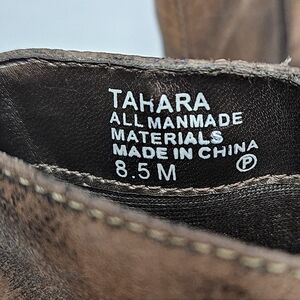 TAHARA
ALL MANMADE
MATERIALS
MADE IN CHINA
8.5 M Ⓟ